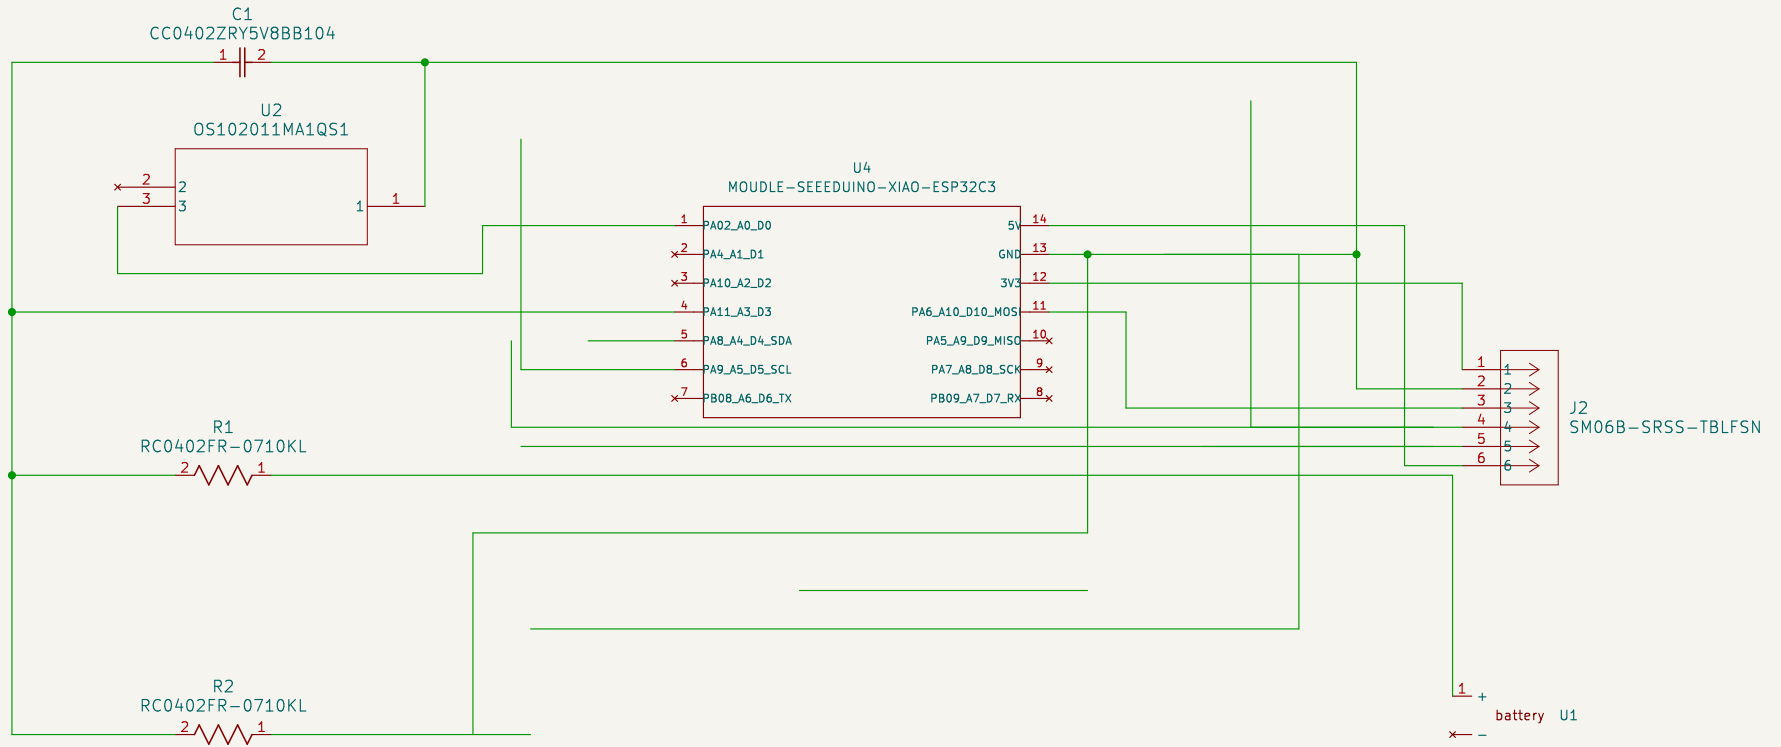 C1
CC0402ZRY5V8BB104
1 2
U2
OS102011MA1QS1
2 2
3 3
1 1
U4
MOUDLE-SEEEDUINO-XIAO-ESP32C3
1 PA02_A0_D0 5V 14
2 PA4_A1_D1 GND 13
3 PA10_A2_D2 3V3 12
4 PA11_A3_D3 PA6_A10_D10_MOSI 11
5 PA8_A4_D4_SDA PA5_A9_D9_MISO 10
6 PA9_A5_D5_SCL PA7_A8_D8_SCK 9
7 PB08_A6_D6_TX PB09_A7_D7_RX 8
1 1
2 2
3 3
4 4
5 5
6 6
J2
SM06B-SRSS-TBLFSN
R1
RC0402FR-0710KL
2 1
R2
RC0402FR-0710KL
2 1
1 +
battery U1
-